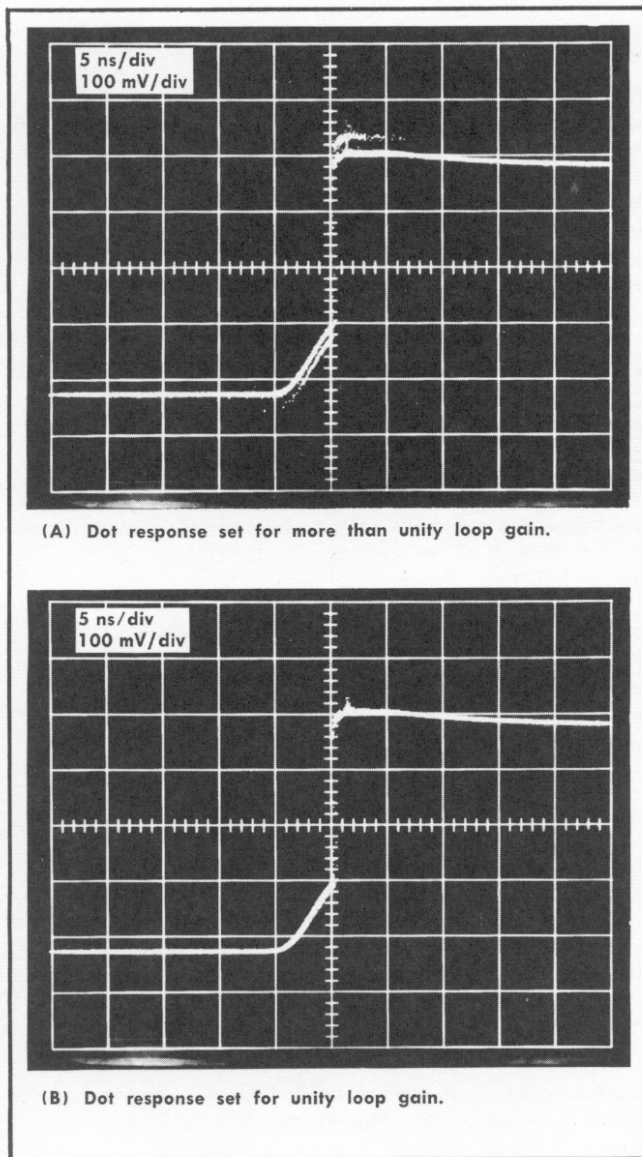 5 ns/div
100 mV/div
(A) Dot response set for more than unity loop gain.
5 ns/div
100 mV/div
(B) Dot response set for unity loop gain.